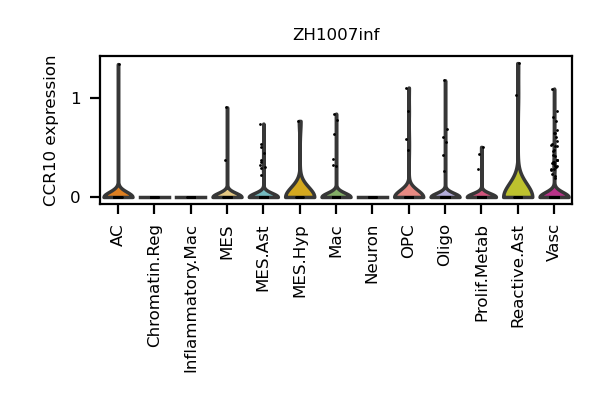 ZH1007inf
CCR10 expression
1
0
AC
Chromatin.Reg
Inflammatory.Mac
MES
MES.Ast
MES.Hyp
Mac
Neuron
OPC
Oligo
Prolif.Metab
Reactive.Ast
Vasc